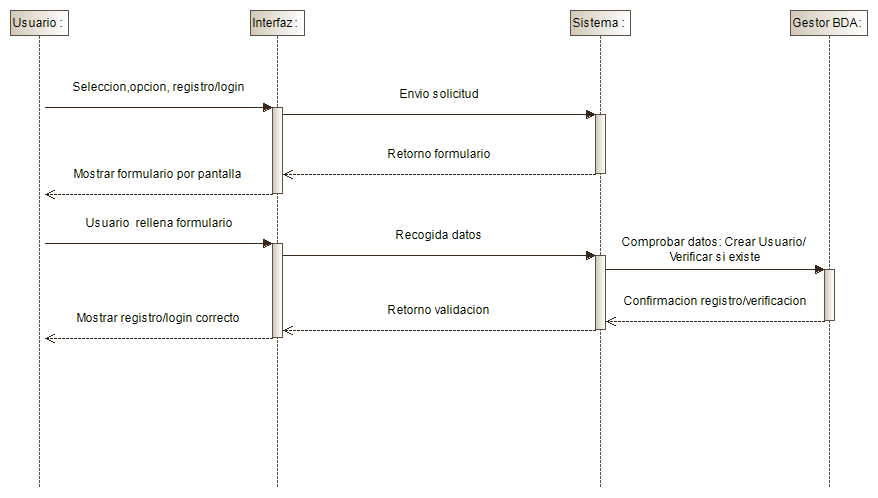 Usuario :
Interfaz :
Sistema :
Gestor BDA:
Seleccion,opcion, registro/login
Envio solicitud
Retorno formulario
Mostrar formulario por pantalla
Usuario rellena formulario
Recogida datos
Comprobar datos: Crear Usuario/
Verificar si existe
Confirmacion registro/verificacion
Retorno validacion
Mostrar registro/login correcto